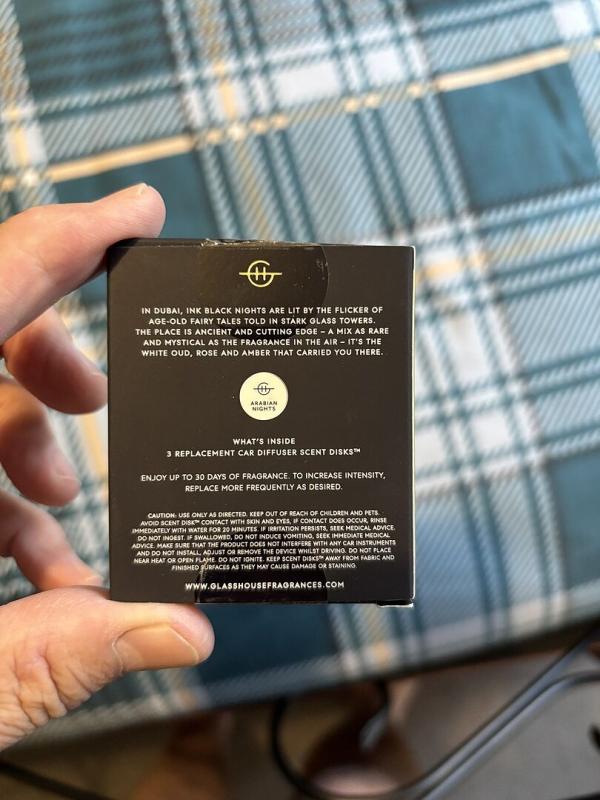 IN DUBAI, INK BLACK NIGHTS ARE LIT BY THE FLICKER OF
AGE-OLD FAIRY TALES TOLD IN STARK GLASS TOWERS.
THE PLACE IS ANCIENT AND CUTTING EDGE – A MIX AS RARE
AND MYSTICAL AS THE FRAGRANCE IN THE AIR – IT'S THE
WHITE OUD, ROSE AND AMBER THAT CARRIED YOU THERE.
ARABIAN
NIGHTS
WHAT'S INSIDE
3 REPLACEMENT CAR DIFFUSER SCENT DISKS™
ENJOY UP TO 30 DAYS OF FRAGRANCE. TO INCREASE INTENSITY,
REPLACE MORE FREQUENTLY AS DESIRED.
CAUTION: USE ONLY AS DIRECTED. KEEP OUT OF REACH OF CHILDREN AND PETS.
AVOID SCENT DISK™ CONTACT WITH SKIN AND EYES, IF CONTACT DOES OCCUR, RINSE
IMMEDIATELY WITH WATER FOR 20 MINUTES. IF IRRITATION PERSISTS, SEEK MEDICAL ADVICE.
DO NOT INGEST. IF SWALLOWED, DO NOT INDUCE VOMITING, SEEK IMMEDIATE MEDICAL
ADVICE. MAKE SURE THAT THE PRODUCT DOES NOT INTERFERE WITH ANY CAR INSTRUMENTS
AND DO NOT INSTALL, ADJUST OR REMOVE THE DEVICE WHILST DRIVING. DO NOT PLACE
NEAR HEAT OR OPEN FLAME. DO NOT IGNITE. KEEP SCENT DISKS™ AWAY FROM FABRIC AND
FINISHED SURFACES AS THEY MAY CAUSE DAMAGE OR STAINING.
WWW.GLASSHOUSEFRAGRANCES.COM